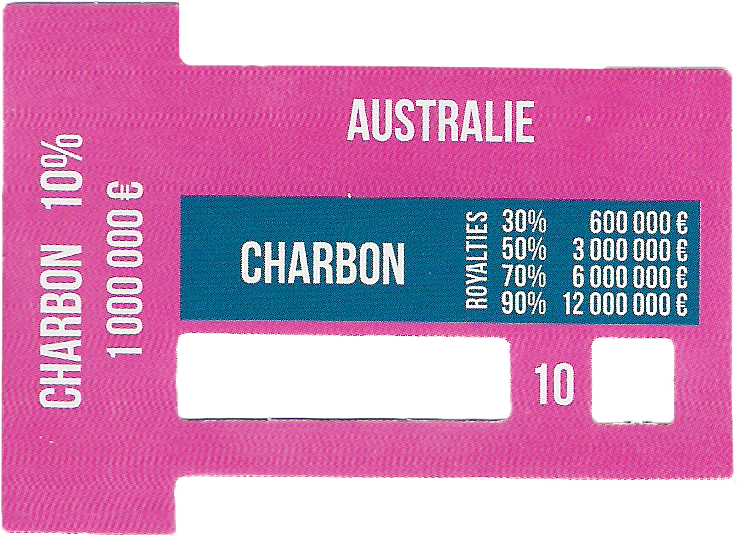 AUSTRALIE
CHARBON 10%
1 000 000 €
CHARBON
ROYALTIES
30% 600 000 €
50% 3 000 000 €
70% 6 000 000 €
90% 12 000 000 €
10